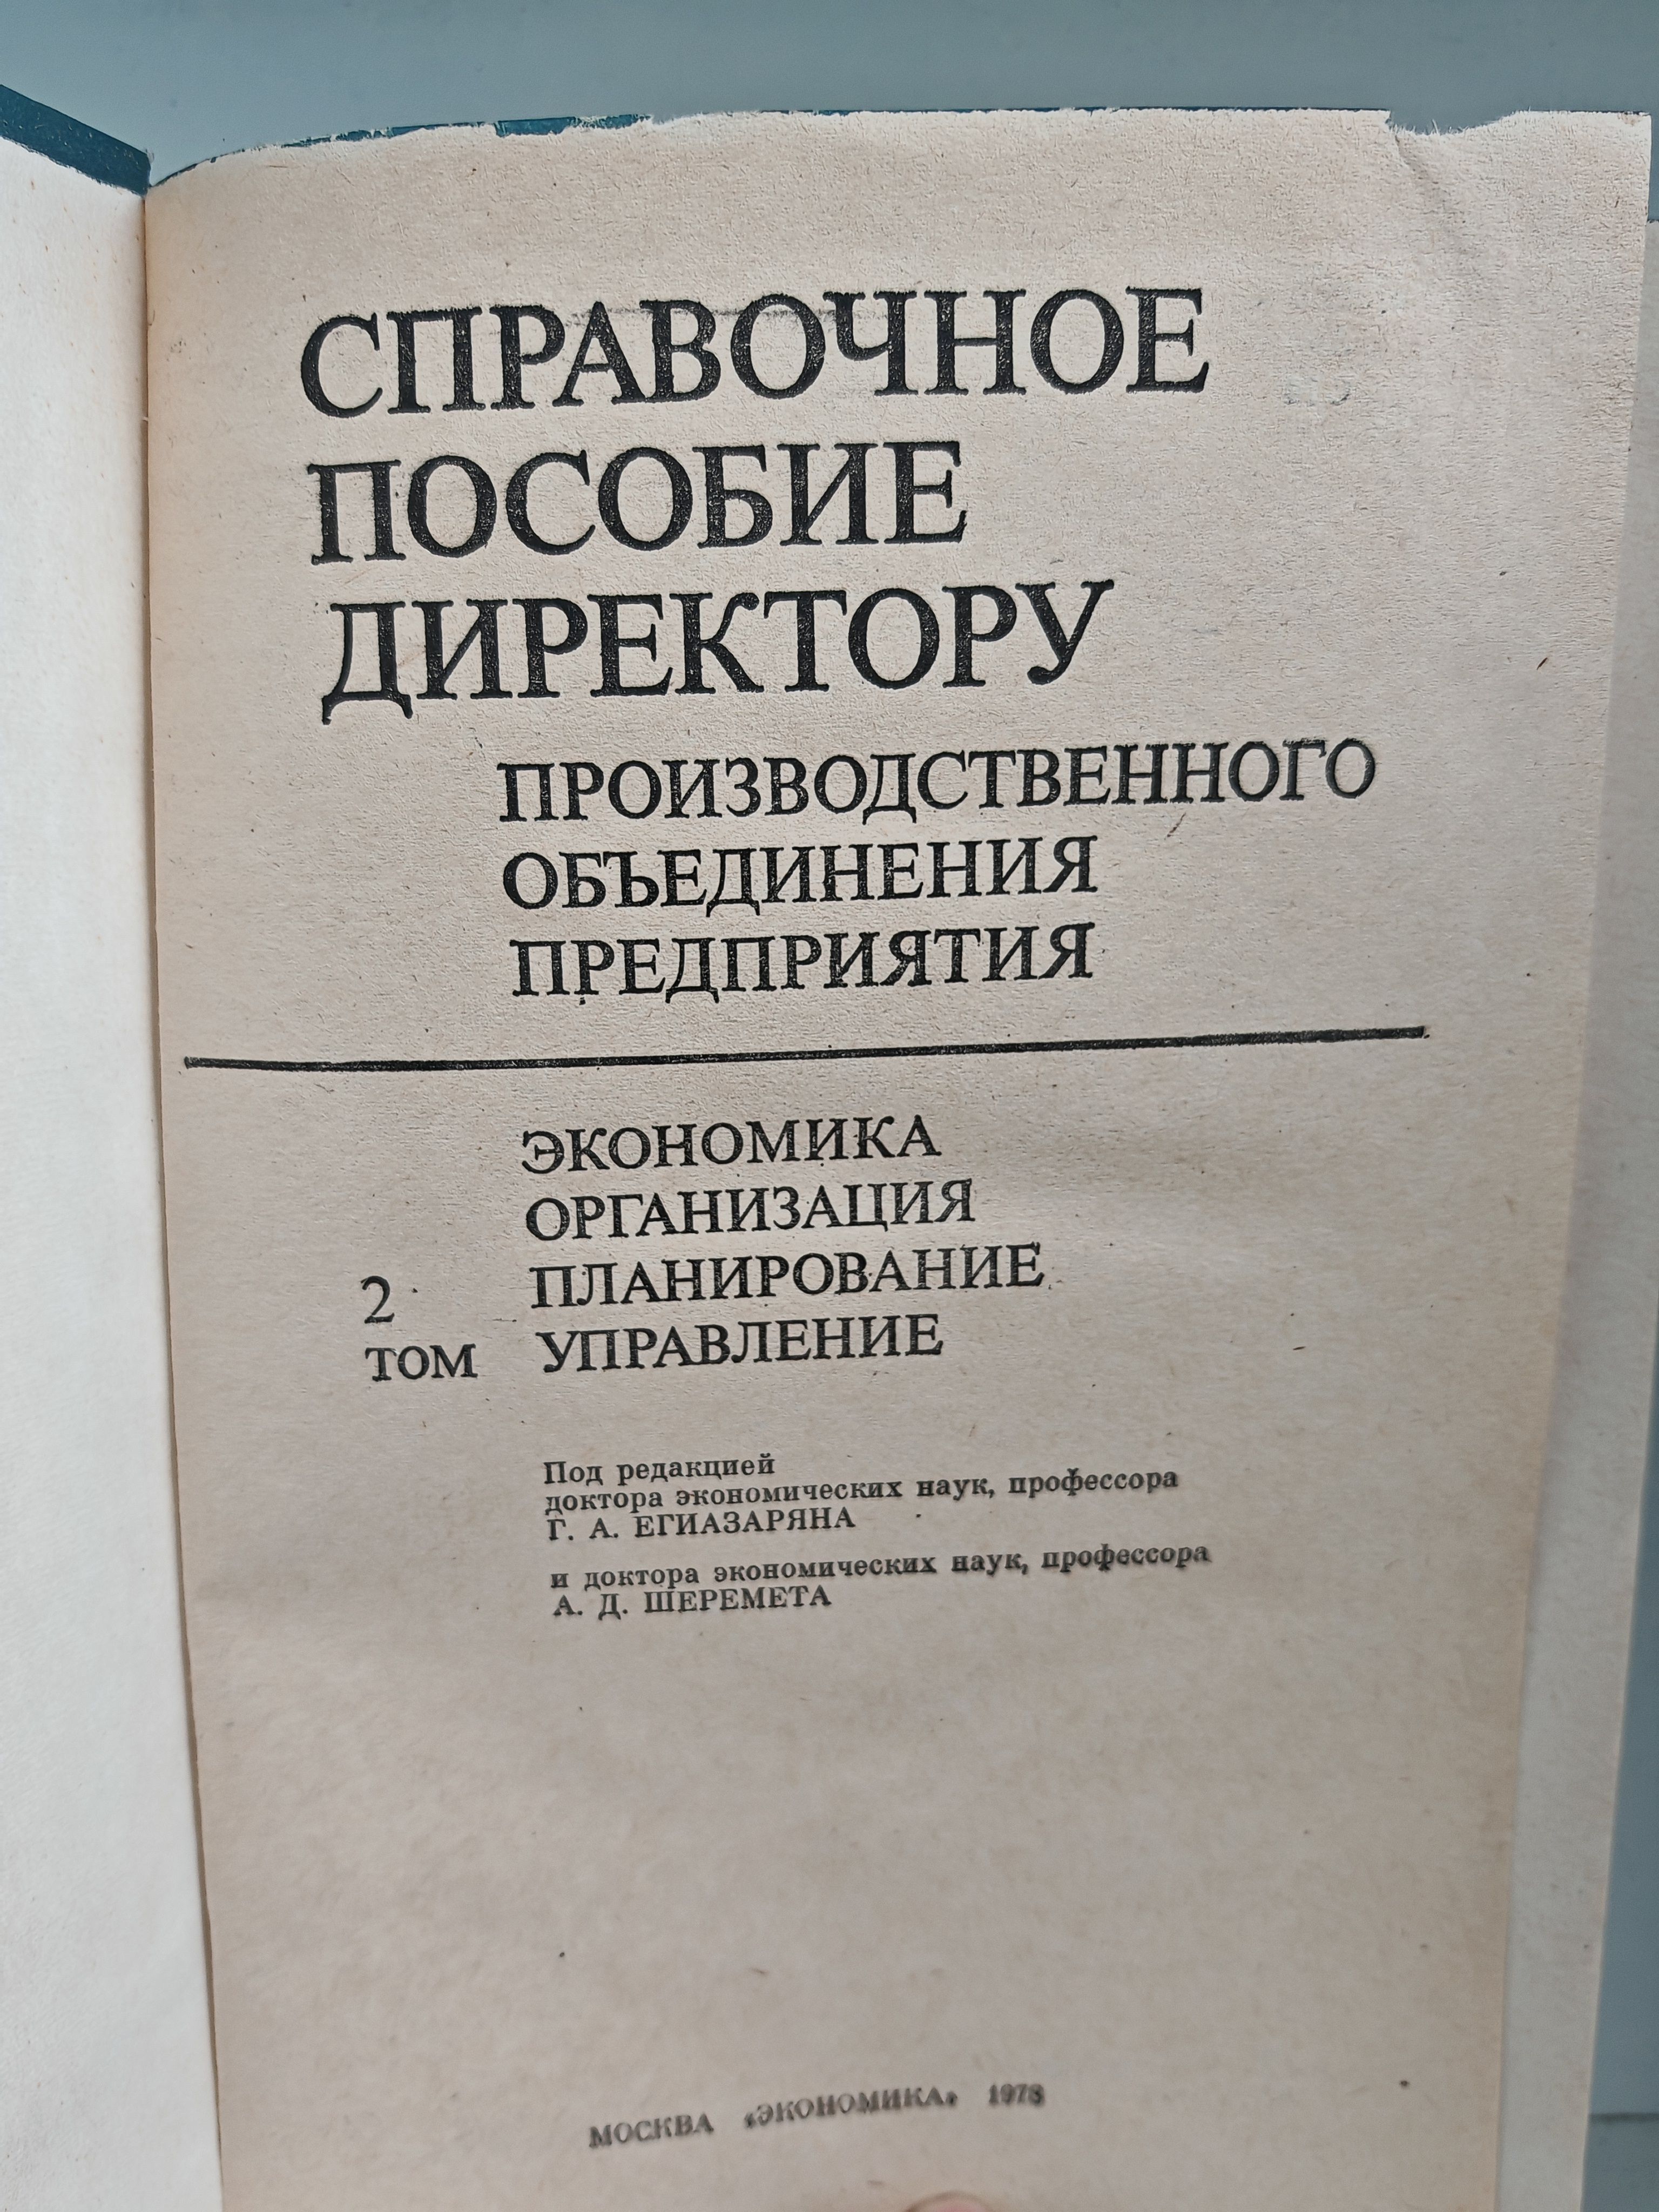 СПРАВОЧНОЕ
ПОСОБИЕ
ДИРЕКТОРУ
ПРОИЗВОДСТВЕННОГО
ОБЪЕДИНЕНИЯ
ПРЕДПРИЯТИЯ
2
ТОМ
ЭКОНОМИКА
ОРГАНИЗАЦИЯ
ПЛАНИРОВАНИЕ
УПРАВЛЕНИЕ
Под редакцией
доктора экономических наук, профессора
Г. А. ЕГИАЗАРЯНА
и доктора экономических наук, профессора
А. Д. ШЕРЕМЕТА
МОСКВА «ЭКОНОМИКА» 1978